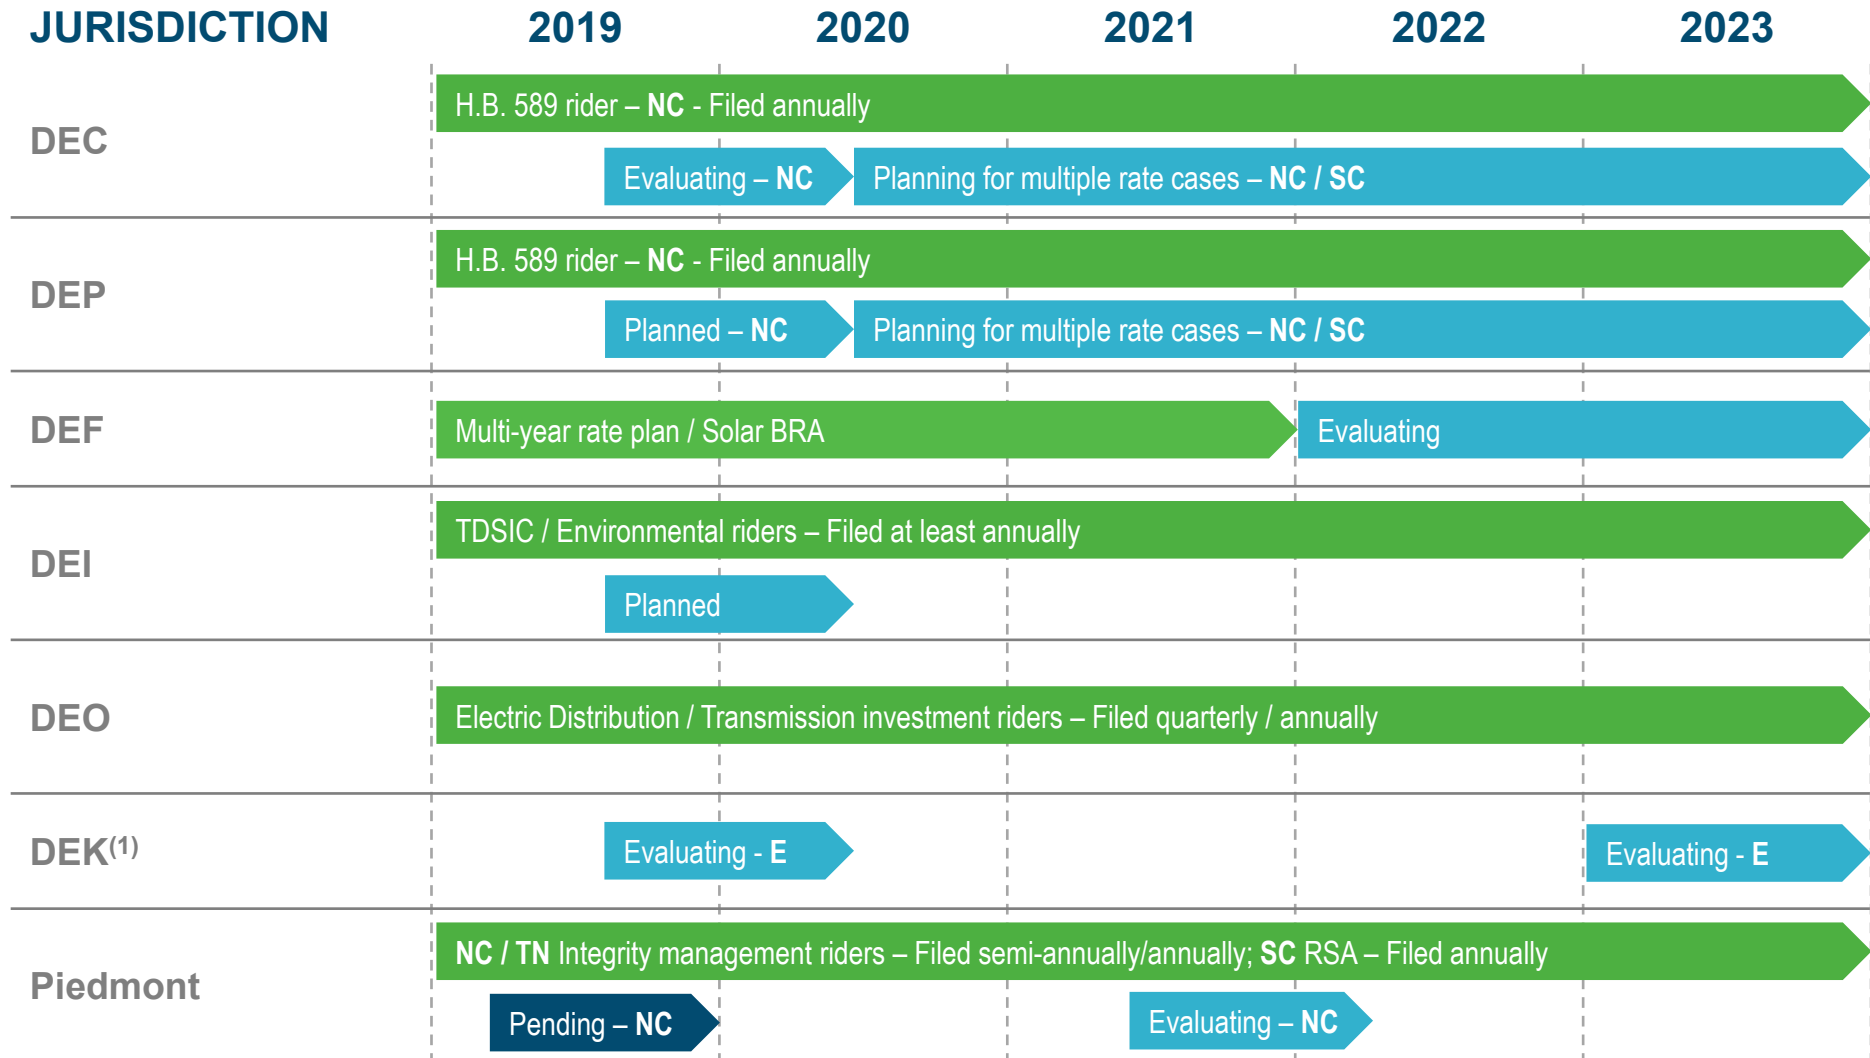 JURISDICTION 2019 2020 2021 2022 2023
DEC
H.B. 589 rider – NC - Filed annually
Evaluating – NC
Planning for multiple rate cases – NC / SC
DEP
H.B. 589 rider – NC - Filed annually
Planned – NC
Planning for multiple rate cases – NC / SC
DEF
Multi-year rate plan / Solar BRA
Evaluating
DEI
TDSIC / Environmental riders – Filed at least annually
Planned
DEO
Electric Distribution / Transmission investment riders – Filed quarterly / annually
DEK(1)
Evaluating - E
Evaluating - E
Piedmont
NC / TN Integrity management riders – Filed semi-annually/annually; SC RSA – Filed annually
Pending – NC
Evaluating – NC